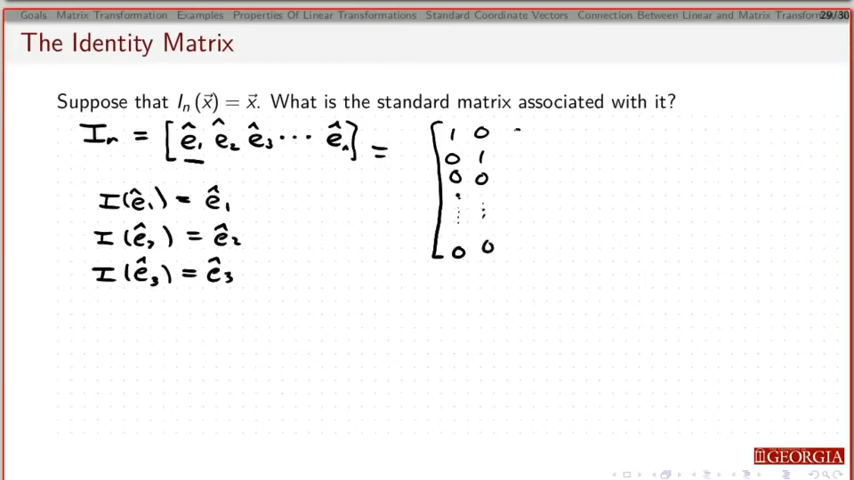 Goals Matrix Transformation Examples Properties Of Linear Transformations Standard Coordinate Vectors Connection Between Linear and Matrix Transform 29/30
The Identity Matrix
Suppose that Iₙ(x⃗) = x⃗. What is the standard matrix associated with it?
Iₙ = [ê₁ ê₂ ê₃ ··· êₙ] =
1 0
0 1
0 0
⋮ ⋮
0 0
I(ê₁) = ê₁
I(ê₂) = ê₂
I(ê₃) = ê₃
GEORGIA